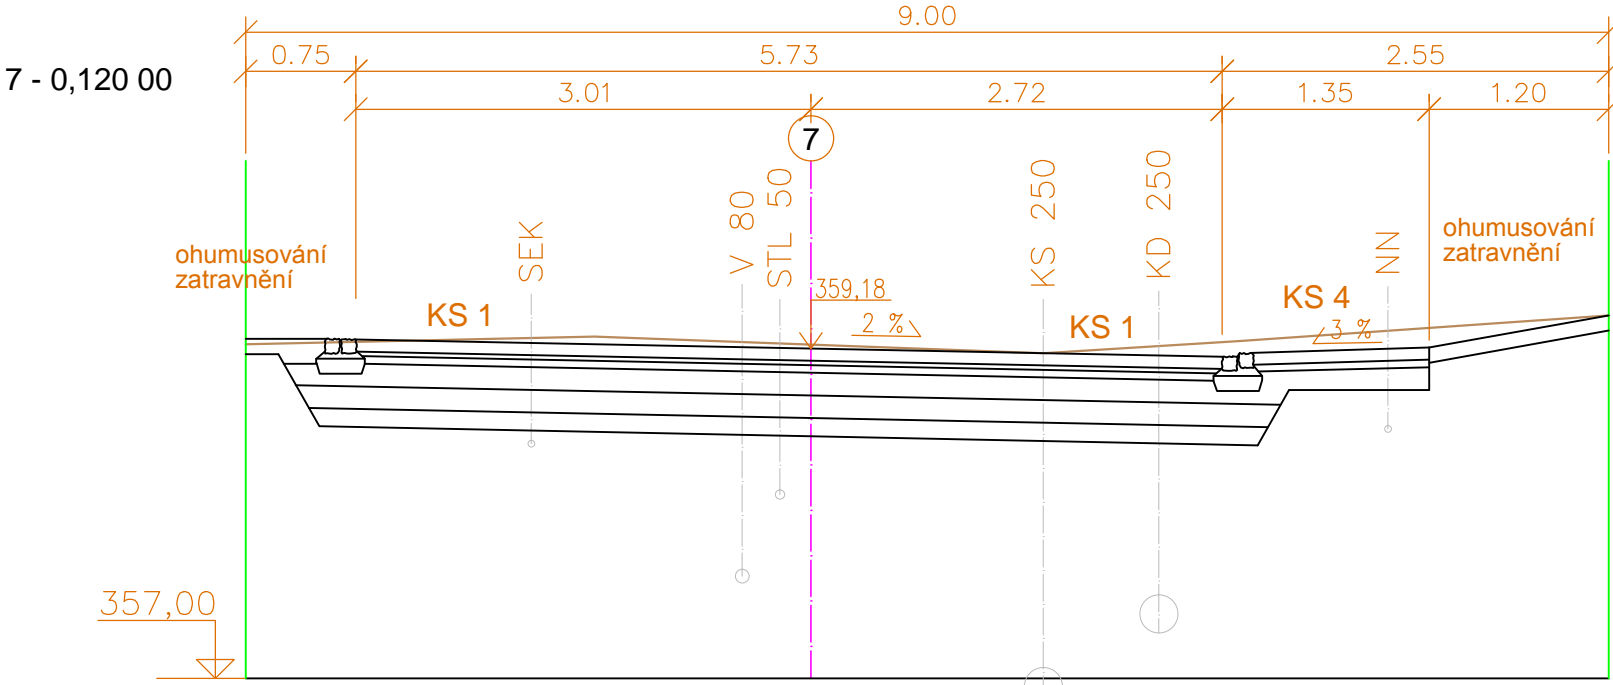 9.00
0.75 5.73 2.55
7 - 0,120 00
3.01 2.72 1.35 1.20
7
SEK
V 80
STL 50
KS 250
KD 250
NN
ohumusování
zatravnění
ohumusování
zatravnění
359,18
2 %
KS 1
KS 1
KS 4
3 %
357,00